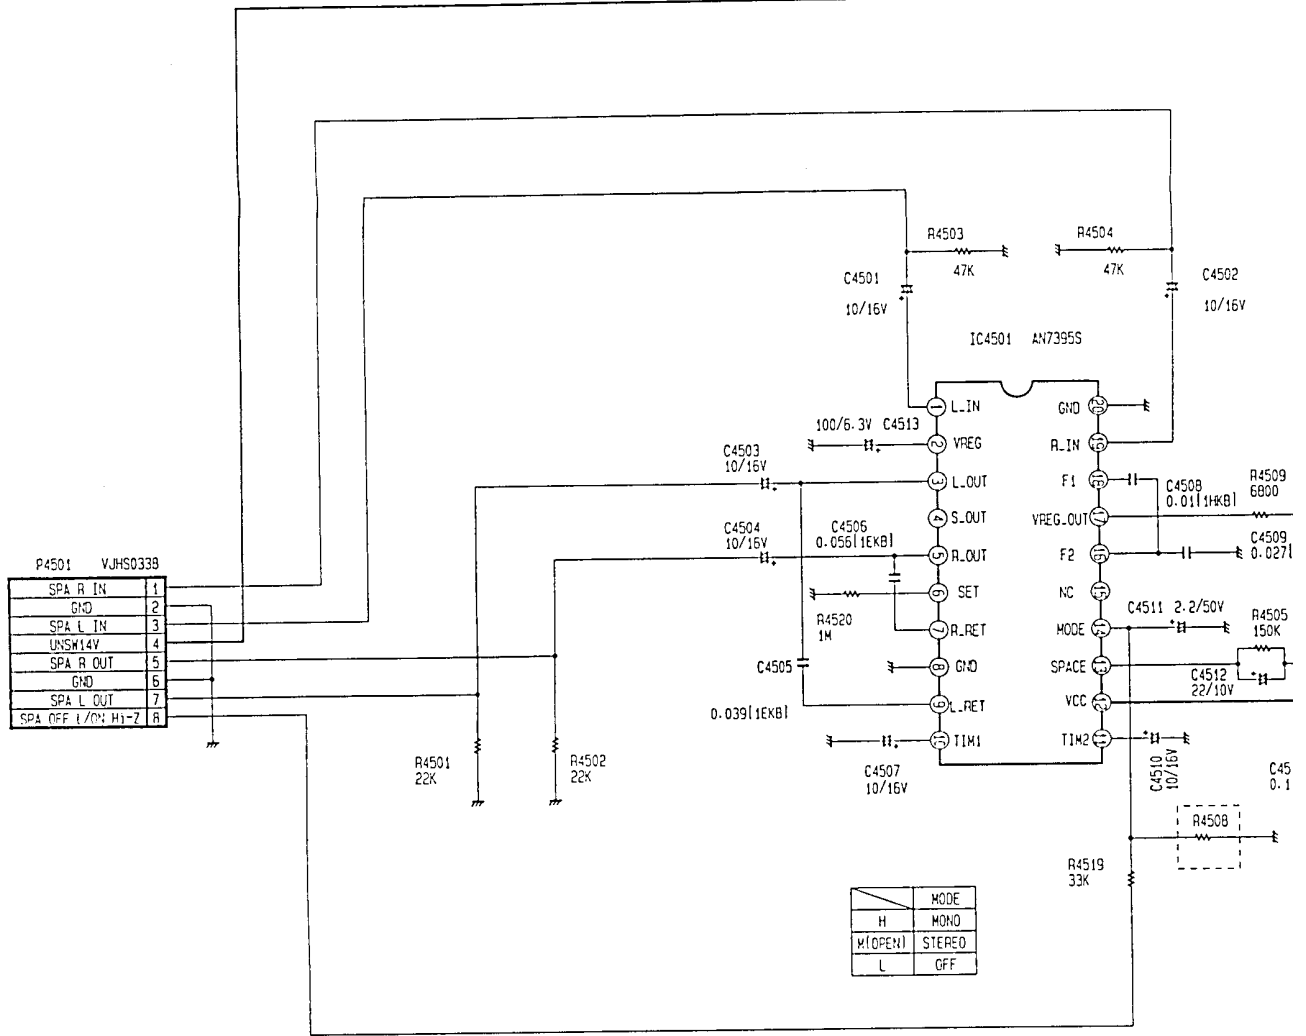 R4503
47K
R4504
47K
C4501
10/16V
C4502
10/16V
IC4501 AN7395S
1 L_IN
2 VREG
3 L_OUT
4 S_OUT
5 R_OUT
6 SET
7 R_RET
8 GND
9 L_RET
10 TIM1
GND 20
R_IN 19
F1 18
VREG_OUT 17
F2 16
NC 15
MODE 14
SPACE 13
VCC 12
TIM2 11
100/6.3V C4513
C4503
10/16V
C4504
10/16V
C4506
0.056(1EKB)
R4520
1M
C4505
0.039(1EKB)
C4507
10/16V
C4508
0.01(1HKB)
R4509
6800
C4509
0.027(
C4511 2.2/50V
R4505
150K
C4512
22/10V
C4510
10/16V
C45
0.1
R4508
R4519
33K
P4501 VJHS033B
SPA R IN 1
GND 2
SPA L IN 3
UNSW14V 4
SPA R OUT 5
GND 6
SPA L OUT 7
SPA OFF L/ON Hi-Z 8
R4501
22K
R4502
22K
MODE
H MONO
M(OPEN) STEREO
L OFF